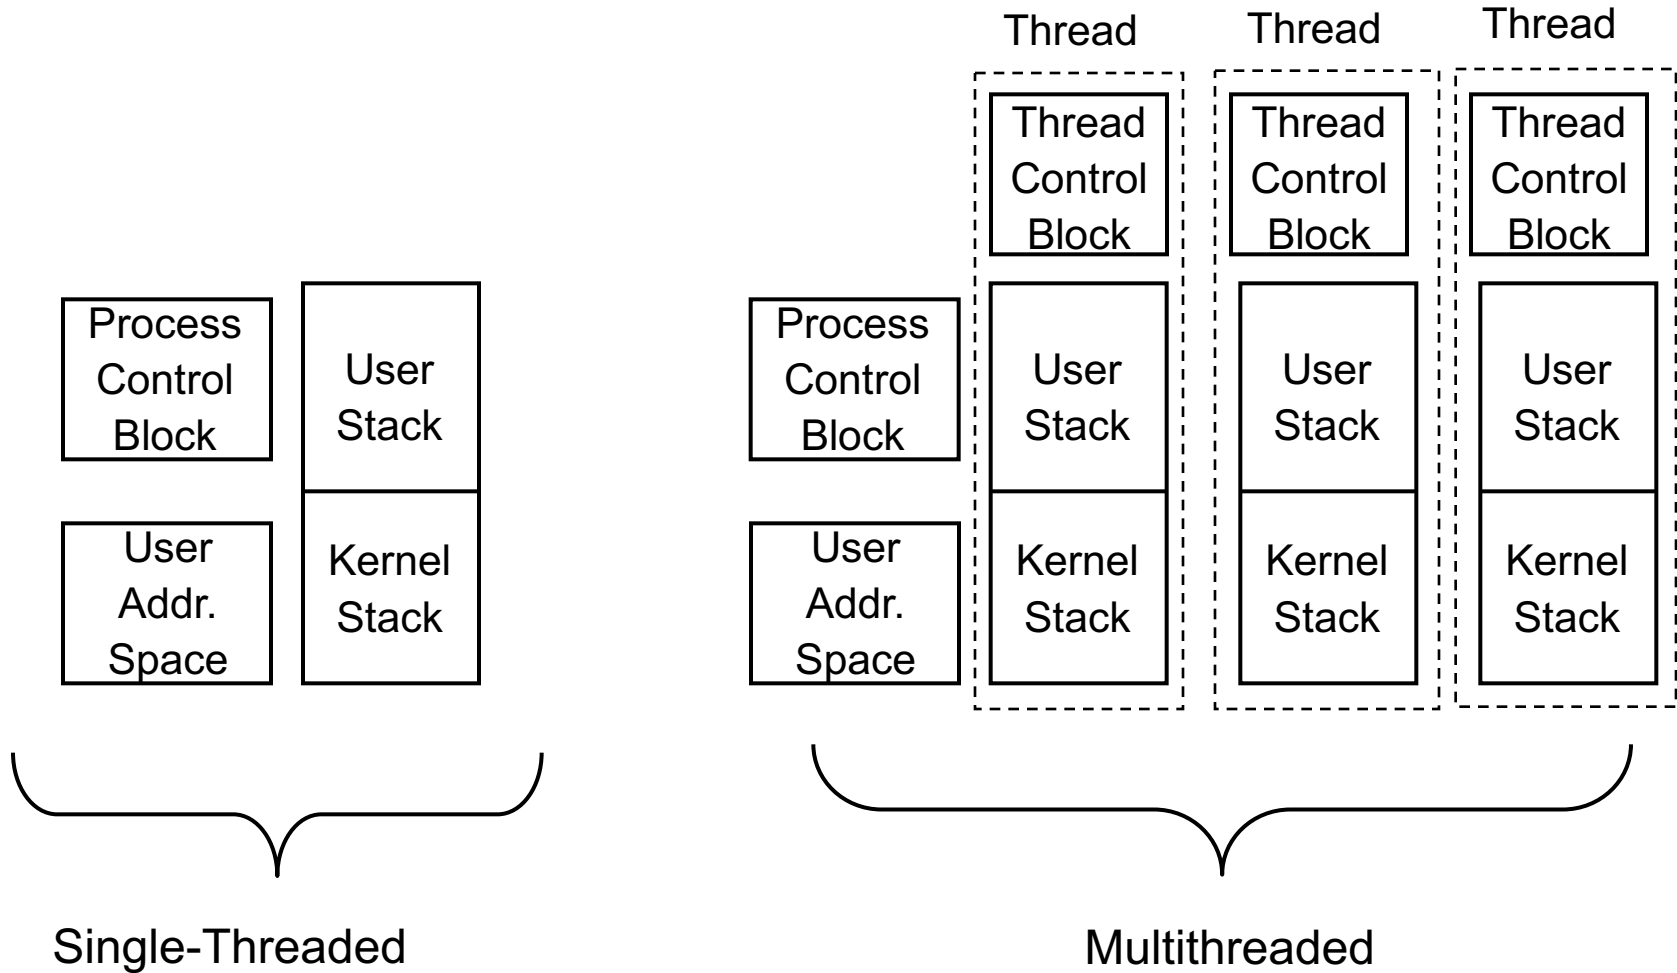 Thread
Thread
Thread
Thread
Control
Block
Thread
Control
Block
Thread
Control
Block
Process
Control
Block
User
Stack
User
Addr.
Space
Kernel
Stack
Process
Control
Block
User
Stack
User
Stack
User
Stack
User
Addr.
Space
Kernel
Stack
Kernel
Stack
Kernel
Stack
Single-Threaded
Multithreaded